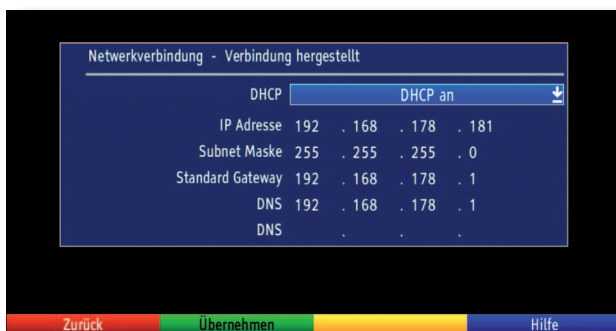 Netwerkverbindung - Verbindung hergestellt
DHCP DHCP an
IP Adresse 192 . 168 . 178 . 181
Subnet Maske 255 . 255 . 255 . 0
Standard Gateway 192 . 168 . 178 . 1
DNS 192 . 168 . 178 . 1
DNS . . .
Zurück Übernehmen Hilfe